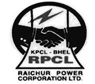 KPCL - BHEL
RPCL
RAICHUR POWER
CORPORATION LTD.